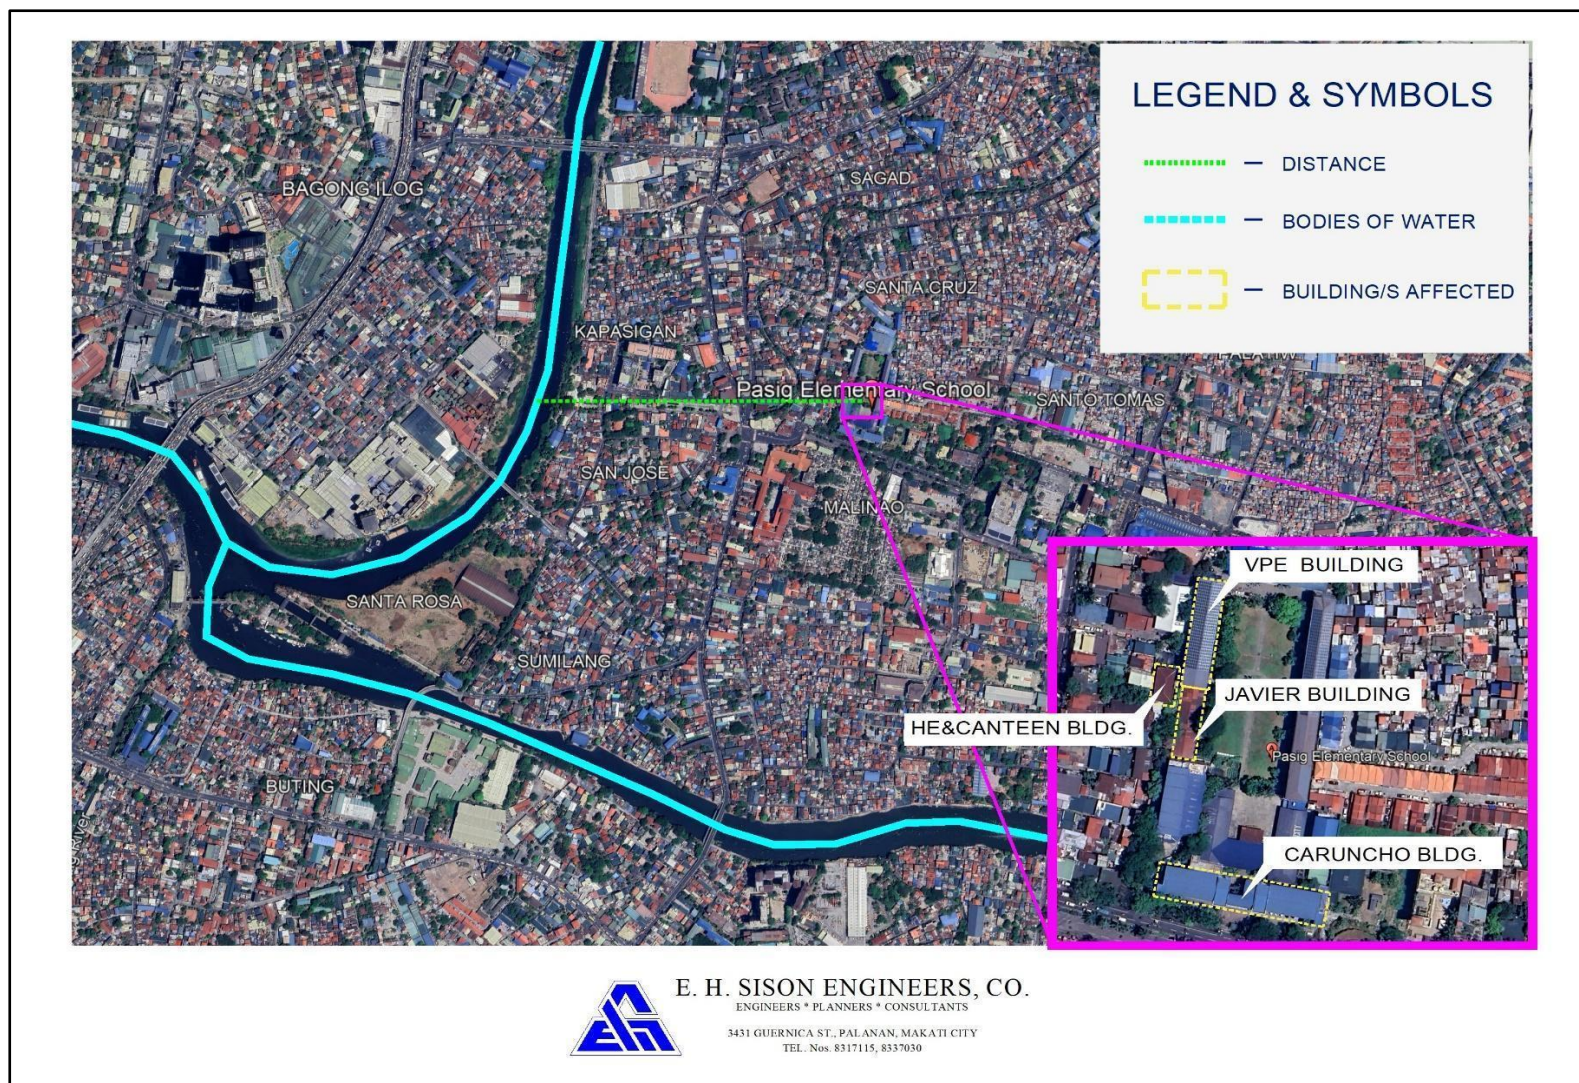 LEGEND & SYMBOLS
— DISTANCE
— BODIES OF WATER
— BUILDING/S AFFECTED
BAGONG ILOG
SAGAD
SANTA CRUZ
KAPASIGAN
Pasig Elementary School
SANTO TOMAS
SAN JOSE
MALINAO
SANTA ROSA
SUMILANG
BUTING
River
VPE BUILDING
JAVIER BUILDING
HE&CANTEEN BLDG.
Pasig Elementary School
CARUNCHO BLDG.
E. H. SISON ENGINEERS, CO.
ENGINEERS * PLANNERS * CONSULTANTS
3431 GUERNICA ST., PALANAN, MAKATI CITY
TEL. Nos. 8317115, 8337030